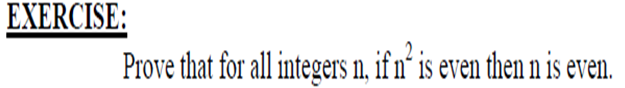 EXERCISE:
Prove that for all integers n, if n² is even then n is even.